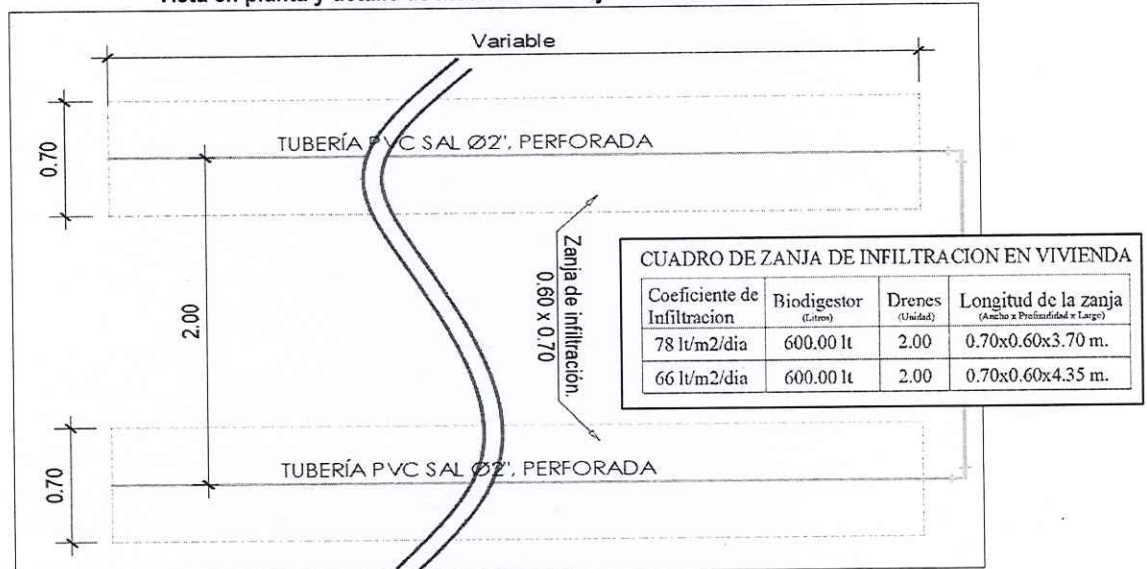 Variable
0.70
TUBERÍA PVC SAL Ø2", PERFORADA
2.00
Zanja de infiltración.
0.60 x 0.70
CUADRO DE ZANJA DE INFILTRACION EN VIVIENDA
Coeficiente de Infiltracion | Biodigestor (Litros) | Drenes (Unidad) | Longitud de la zanja (Ancho x Profundidad x Largo)
78 lt/m2/dia | 600.00 lt | 2.00 | 0.70x0.60x3.70 m.
66 lt/m2/dia | 600.00 lt | 2.00 | 0.70x0.60x4.35 m.
0.70
TUBERÍA PVC SAL Ø2", PERFORADA